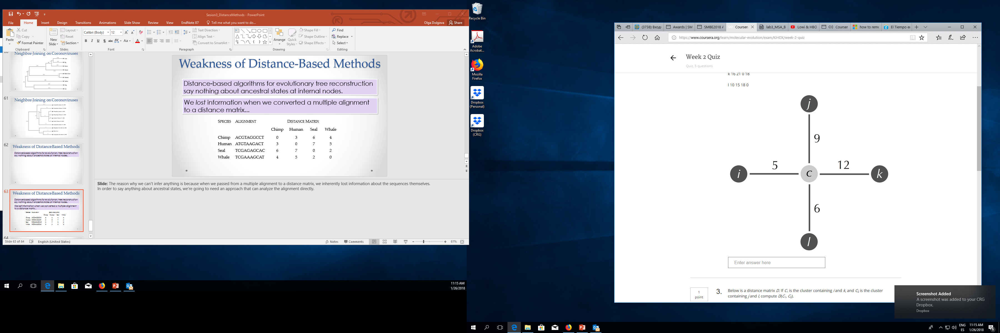 Sesion3_DistanceMethods - PowerPoint
File Home Insert Design Transitions Animations Slide Show Review View EndNote X7 Tell me what you want to do... Olga Dolgova Share
Paste Cut Copy Format Painter Clipboard
New Slide Layout Reset Section Slides
Calibri (Body) 12 Font
B I U S abc AV Aa A
Text Direction Align Text Convert to SmartArt Paragraph
Arrange Quick Styles Shape Fill Shape Outline Shape Effects Drawing
Find Replace Select Editing
Neighbor-Joining on Coronoviruses
61
Neighbor-Joining on Coronoviruses
62
Weakness of Distance-Based Methods
Distance-based algorithms for evolutionary tree reconstruction
say nothing about ancestral states at internal nodes.
63
Weakness of Distance-Based Methods
Distance-based algorithms for evolutionary tree reconstruction
say nothing about ancestral states at internal nodes.
We lost information when we converted a multiple alignment
to a distance matrix...
64
Weakness of Distance-Based Methods
Distance-based algorithms for evolutionary tree reconstruction
say nothing about ancestral states at internal nodes.
We lost information when we converted a multiple alignment
to a distance matrix...
SPECIES ALIGNMENT DISTANCE MATRIX
Chimp Human Seal Whale
Chimp ACGTAGGCCT 0 3 6 4
Human ATGTAAGACT 3 0 7 5
Seal TCGAGAGCAC 6 7 0 2
Whale TCGAAAGCAT 4 5 2 0
Slide: The reason why we can't infer anything is because when we passed from a multiple alignment to a distance matrix, we inherently lost information about the sequences themselves.
In order to say anything about ancestral states, we're going to need an approach that can analyze the alignment directly.
Slide 63 of 64 English (United States) Notes Comments 61%
11:15 AM
1/26/2018
Recycle Bin
Adobe
Acrobat...
Mozilla
Firefox
Dropbox
(Personal)
Dropbox
(CRG)
(3738) Входя Awards | SM SMBE2018 A Coursera lab3_MSA_B Lowi & HBO Courser how to remo El Tiempo en
https://www.coursera.org/learn/molecular-evolution/exam/KiHDX/week-2-quiz
Week 2 Quiz
Quiz, 5 questions
k 16 21 0 18
l 10 15 18 0
j
9
i 5 C 12 k
6
l
Enter answer here
1
point
3. Below is a distance matrix D. If C1 is the cluster containing i and k, and C2 is the cluster
containing j and l, compute D(C1, C2).
Screenshot Added
A screenshot was added to your CRG
Dropbox.
Dropbox
ENG
ES
11:15 AM
1/26/2018
6